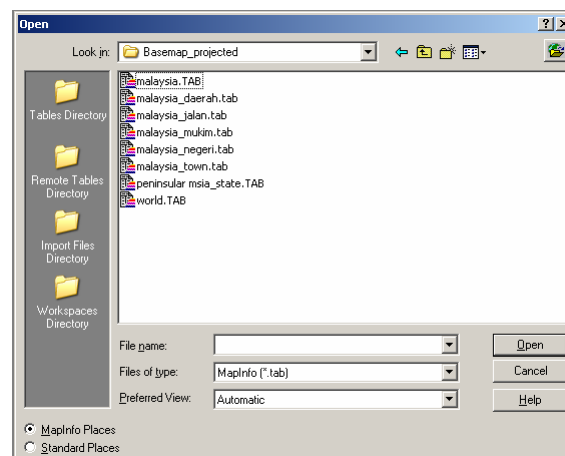 Open
Look in: Basemap_projected
Tables Directory
Remote Tables
Directory
Import Files
Directory
Workspaces
Directory
malaysia.TAB
malaysia_daerah.tab
malaysia_jalan.tab
malaysia_mukim.tab
malaysia_negeri.tab
malaysia_town.tab
peninsular msia_state.TAB
world.TAB
File name:
Open
Files of type: MapInfo (*.tab)
Cancel
Preferred View: Automatic
Help
MapInfo Places
Standard Places